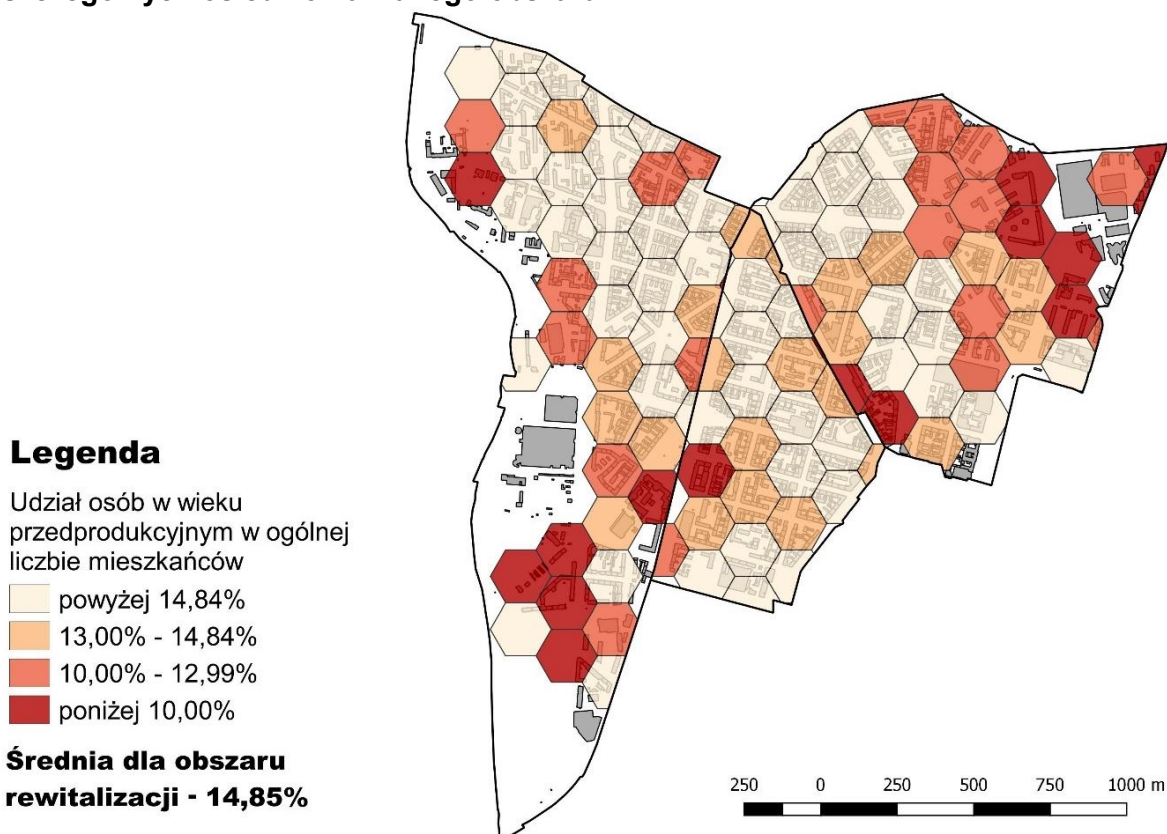 Legenda
Udział osób w wieku
przedprodukcyjnym w ogólnej
liczbie mieszkańców
powyżej 14,84%
13,00% - 14,84%
10,00% - 12,99%
poniżej 10,00%
Średnia dla obszaru
rewitalizacji - 14,85%
250 0 250 500 750 1000 m